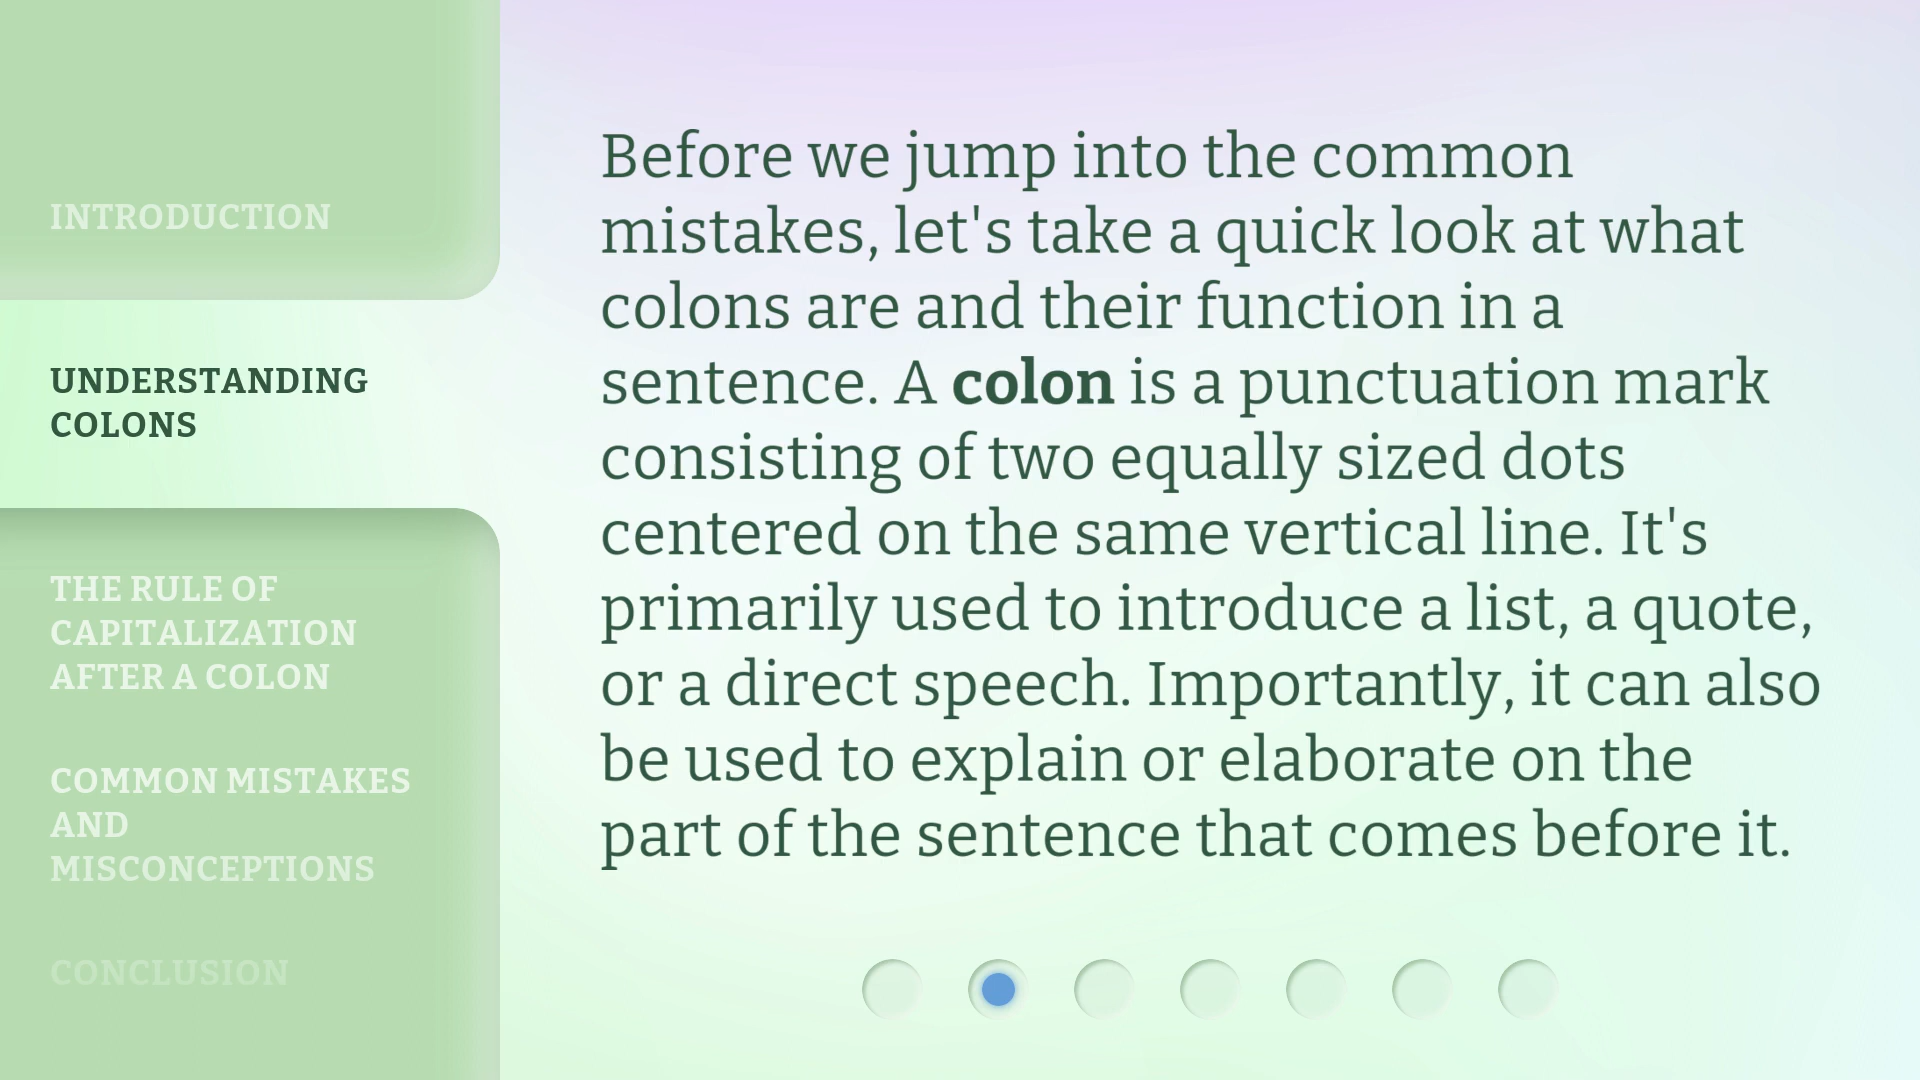 INTRODUCTION
UNDERSTANDING
COLONS
THE RULE OF
CAPITALIZATION
AFTER A COLON
COMMON MISTAKES
AND
MISCONCEPTIONS
CONCLUSION
Before we jump into the common
mistakes, let's take a quick look at what
colons are and their function in a
sentence. A colon is a punctuation mark
consisting of two equally sized dots
centered on the same vertical line. It's
primarily used to introduce a list, a quote,
or a direct speech. Importantly, it can also
be used to explain or elaborate on the
part of the sentence that comes before it.